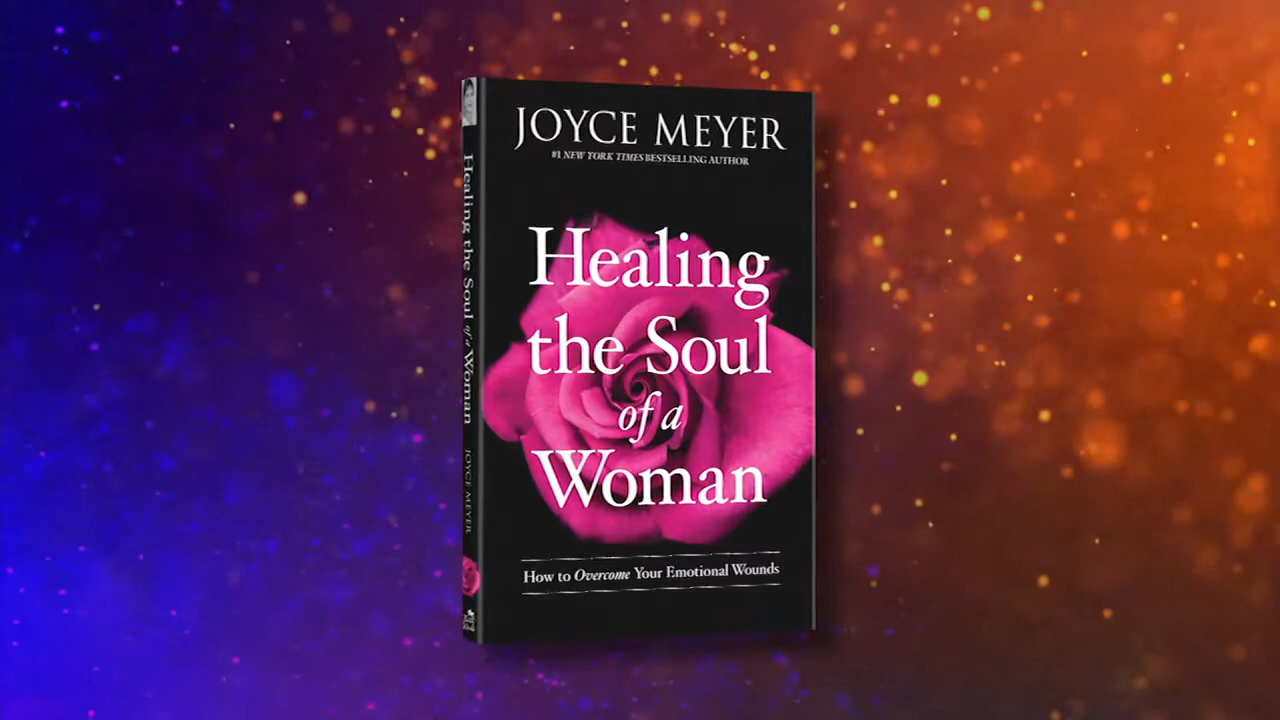 JOYCE MEYER
#1 NEW YORK TIMES BESTSELLING AUTHOR
Healing
the Soul
of a
Woman
How to Overcome Your Emotional Wounds
Healing the Soul of a Woman
JOYCE MEYER